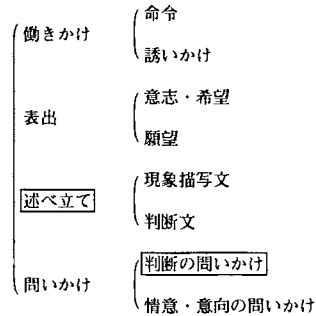 働きかけ
命令
誘いかけ
表出
意志・希望
願望
述べ立て
現象描写文
判断文
問いかけ
判断の問いかけ
情意・意向の問いかけ